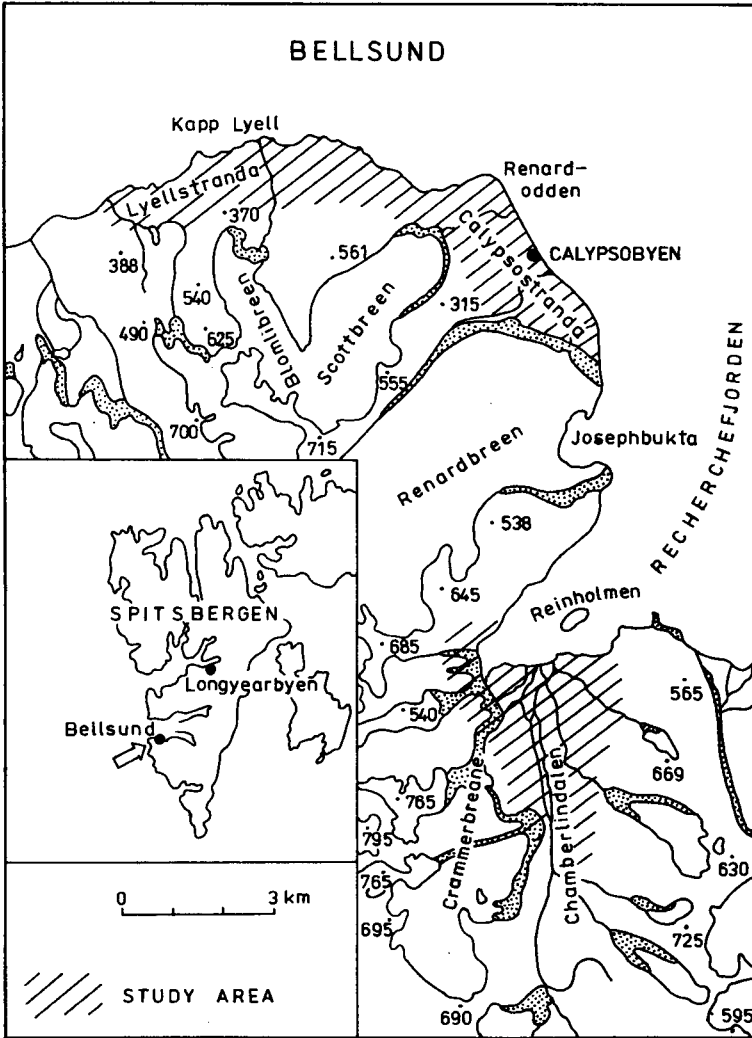 BELLSUND
Kapp Lyell
Renard-
odden
Lyellstranda
370
Calypsostranda
CALYPSOBYEN
388
561
540
315
490
625
Blomlibreen
Scottbreen
555
700
715
Renardbreen
Josephbukta
RECHERCHEFJORDEN
538
645
Reinholmen
685
540
565
669
765
Crammerbreane
Chamberlindalen
795
630
765
695
725
690
595
SPITSBERGEN
Longyearbyen
Bellsund
0 3 km
STUDY AREA